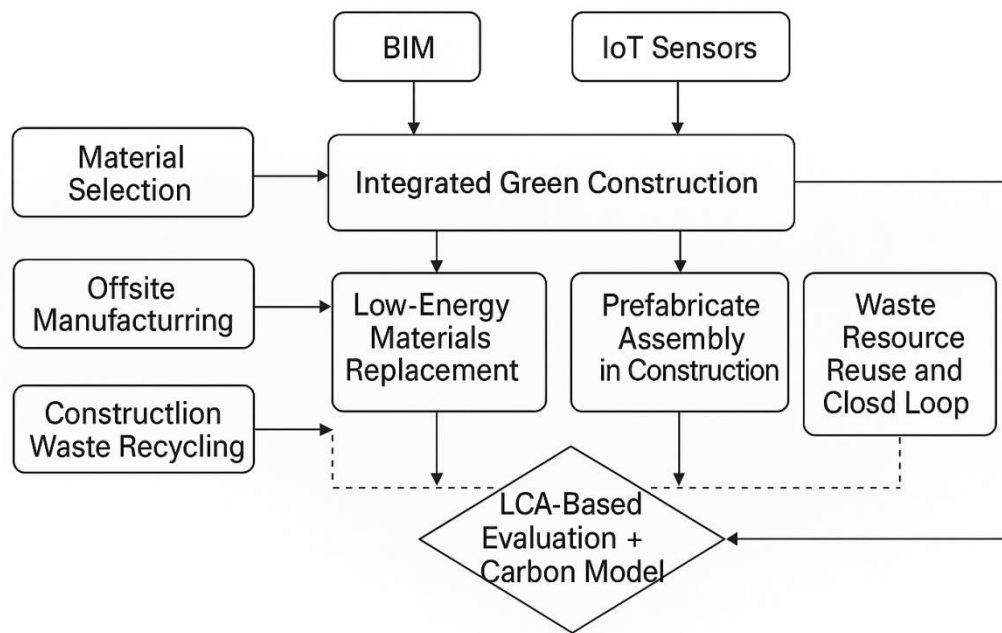 BIM
IoT Sensors
Material
Selection
Integrated Green Construction
Offsite
Manufacturring
Low-Energy
Materials
Replacement
Prefabricate
Assembly
in Construction
Waste
Resource
Reuse and
Closd Loop
Constructlion
Waste Recycling
LCA-Based
Evaluation +
Carbon Model